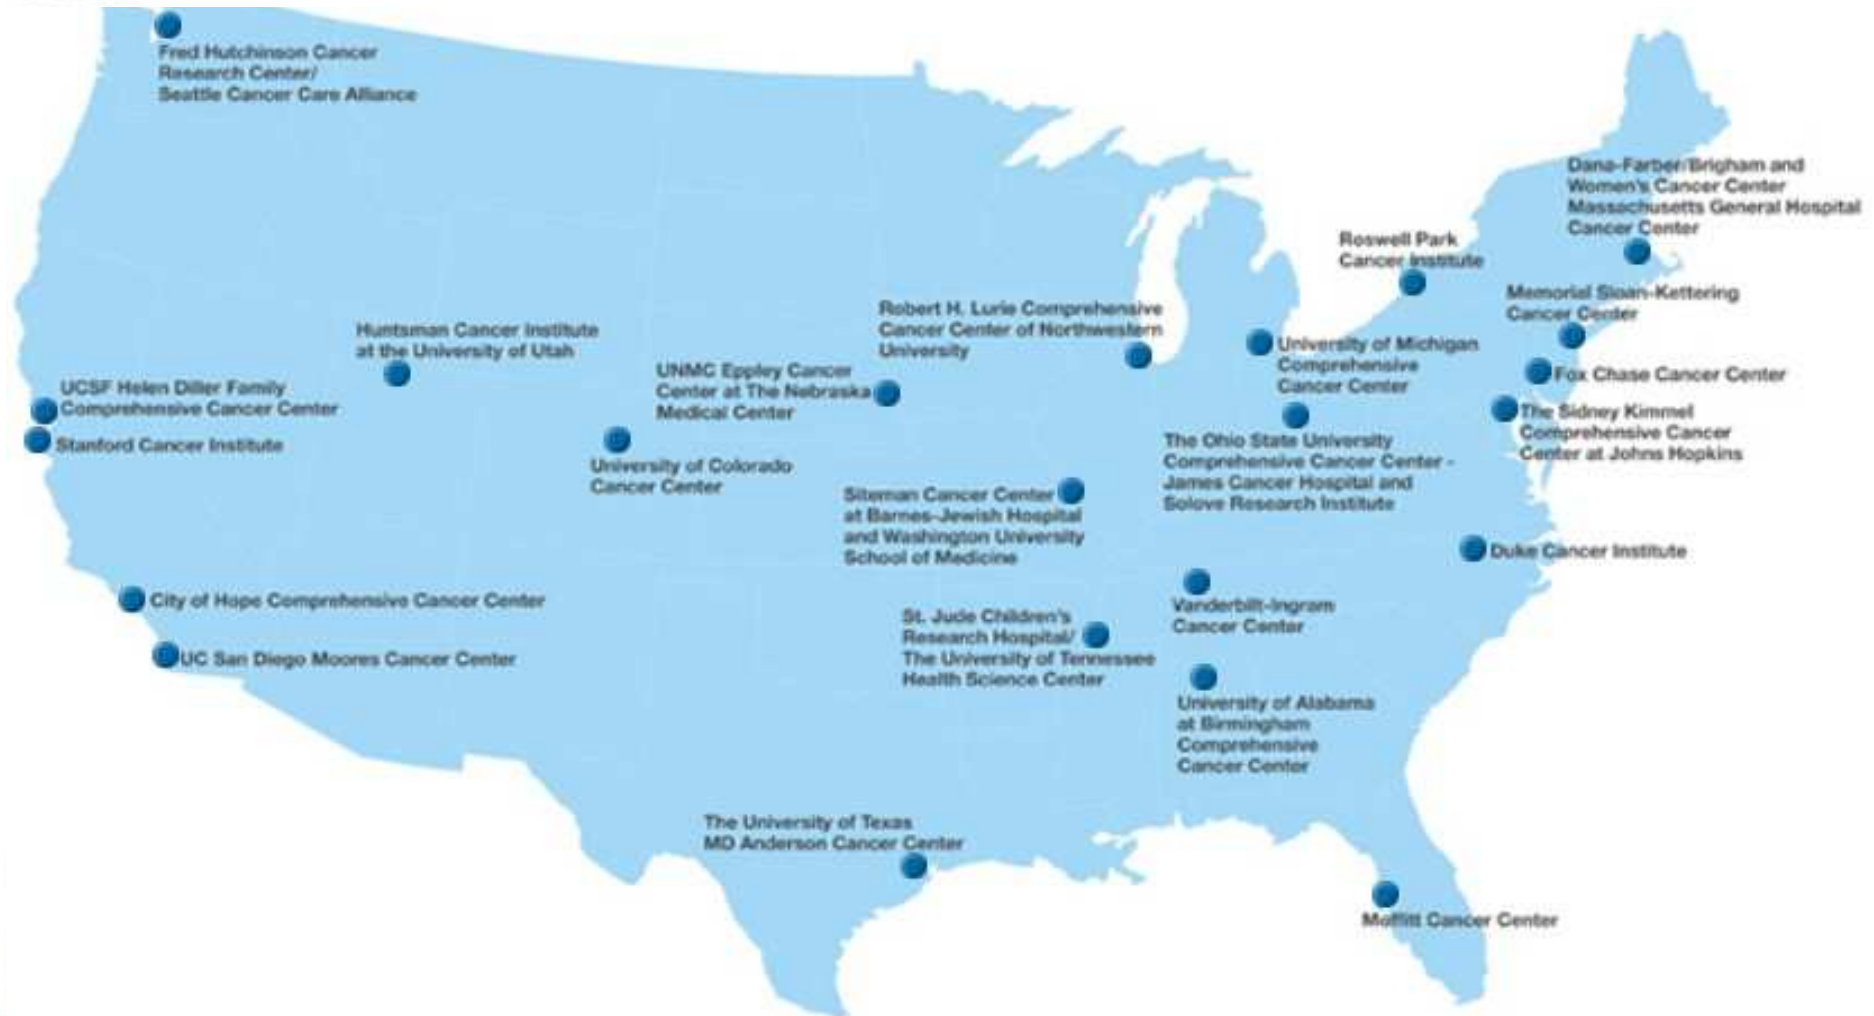 Fred Hutchinson Cancer
Research Center/
Seattle Cancer Care Alliance
Dana-Farber/Brigham and
Women's Cancer Center
Massachusetts General Hospital
Cancer Center
Roswell Park
Cancer Institute
Memorial Sloan-Kettering
Cancer Center
Robert H. Lurie Comprehensive
Cancer Center of Northwestern
University
Huntsman Cancer Institute
at the University of Utah
University of Michigan
Comprehensive
Cancer Center
UNMC Eppley Cancer
Center at The Nebraska
Medical Center
Fox Chase Cancer Center
UCSF Helen Diller Family
Comprehensive Cancer Center
The Sidney Kimmel
Comprehensive Cancer
Center at Johns Hopkins
Stanford Cancer Institute
The Ohio State University
Comprehensive Cancer Center -
James Cancer Hospital and
Solove Research Institute
University of Colorado
Cancer Center
Siteman Cancer Center
at Barnes-Jewish Hospital
and Washington University
School of Medicine
Duke Cancer Institute
City of Hope Comprehensive Cancer Center
Vanderbilt-Ingram
Cancer Center
St. Jude Children's
Research Hospital/
The University of Tennessee
Health Science Center
UC San Diego Moores Cancer Center
University of Alabama
at Birmingham
Comprehensive
Cancer Center
The University of Texas
MD Anderson Cancer Center
Moffitt Cancer Center